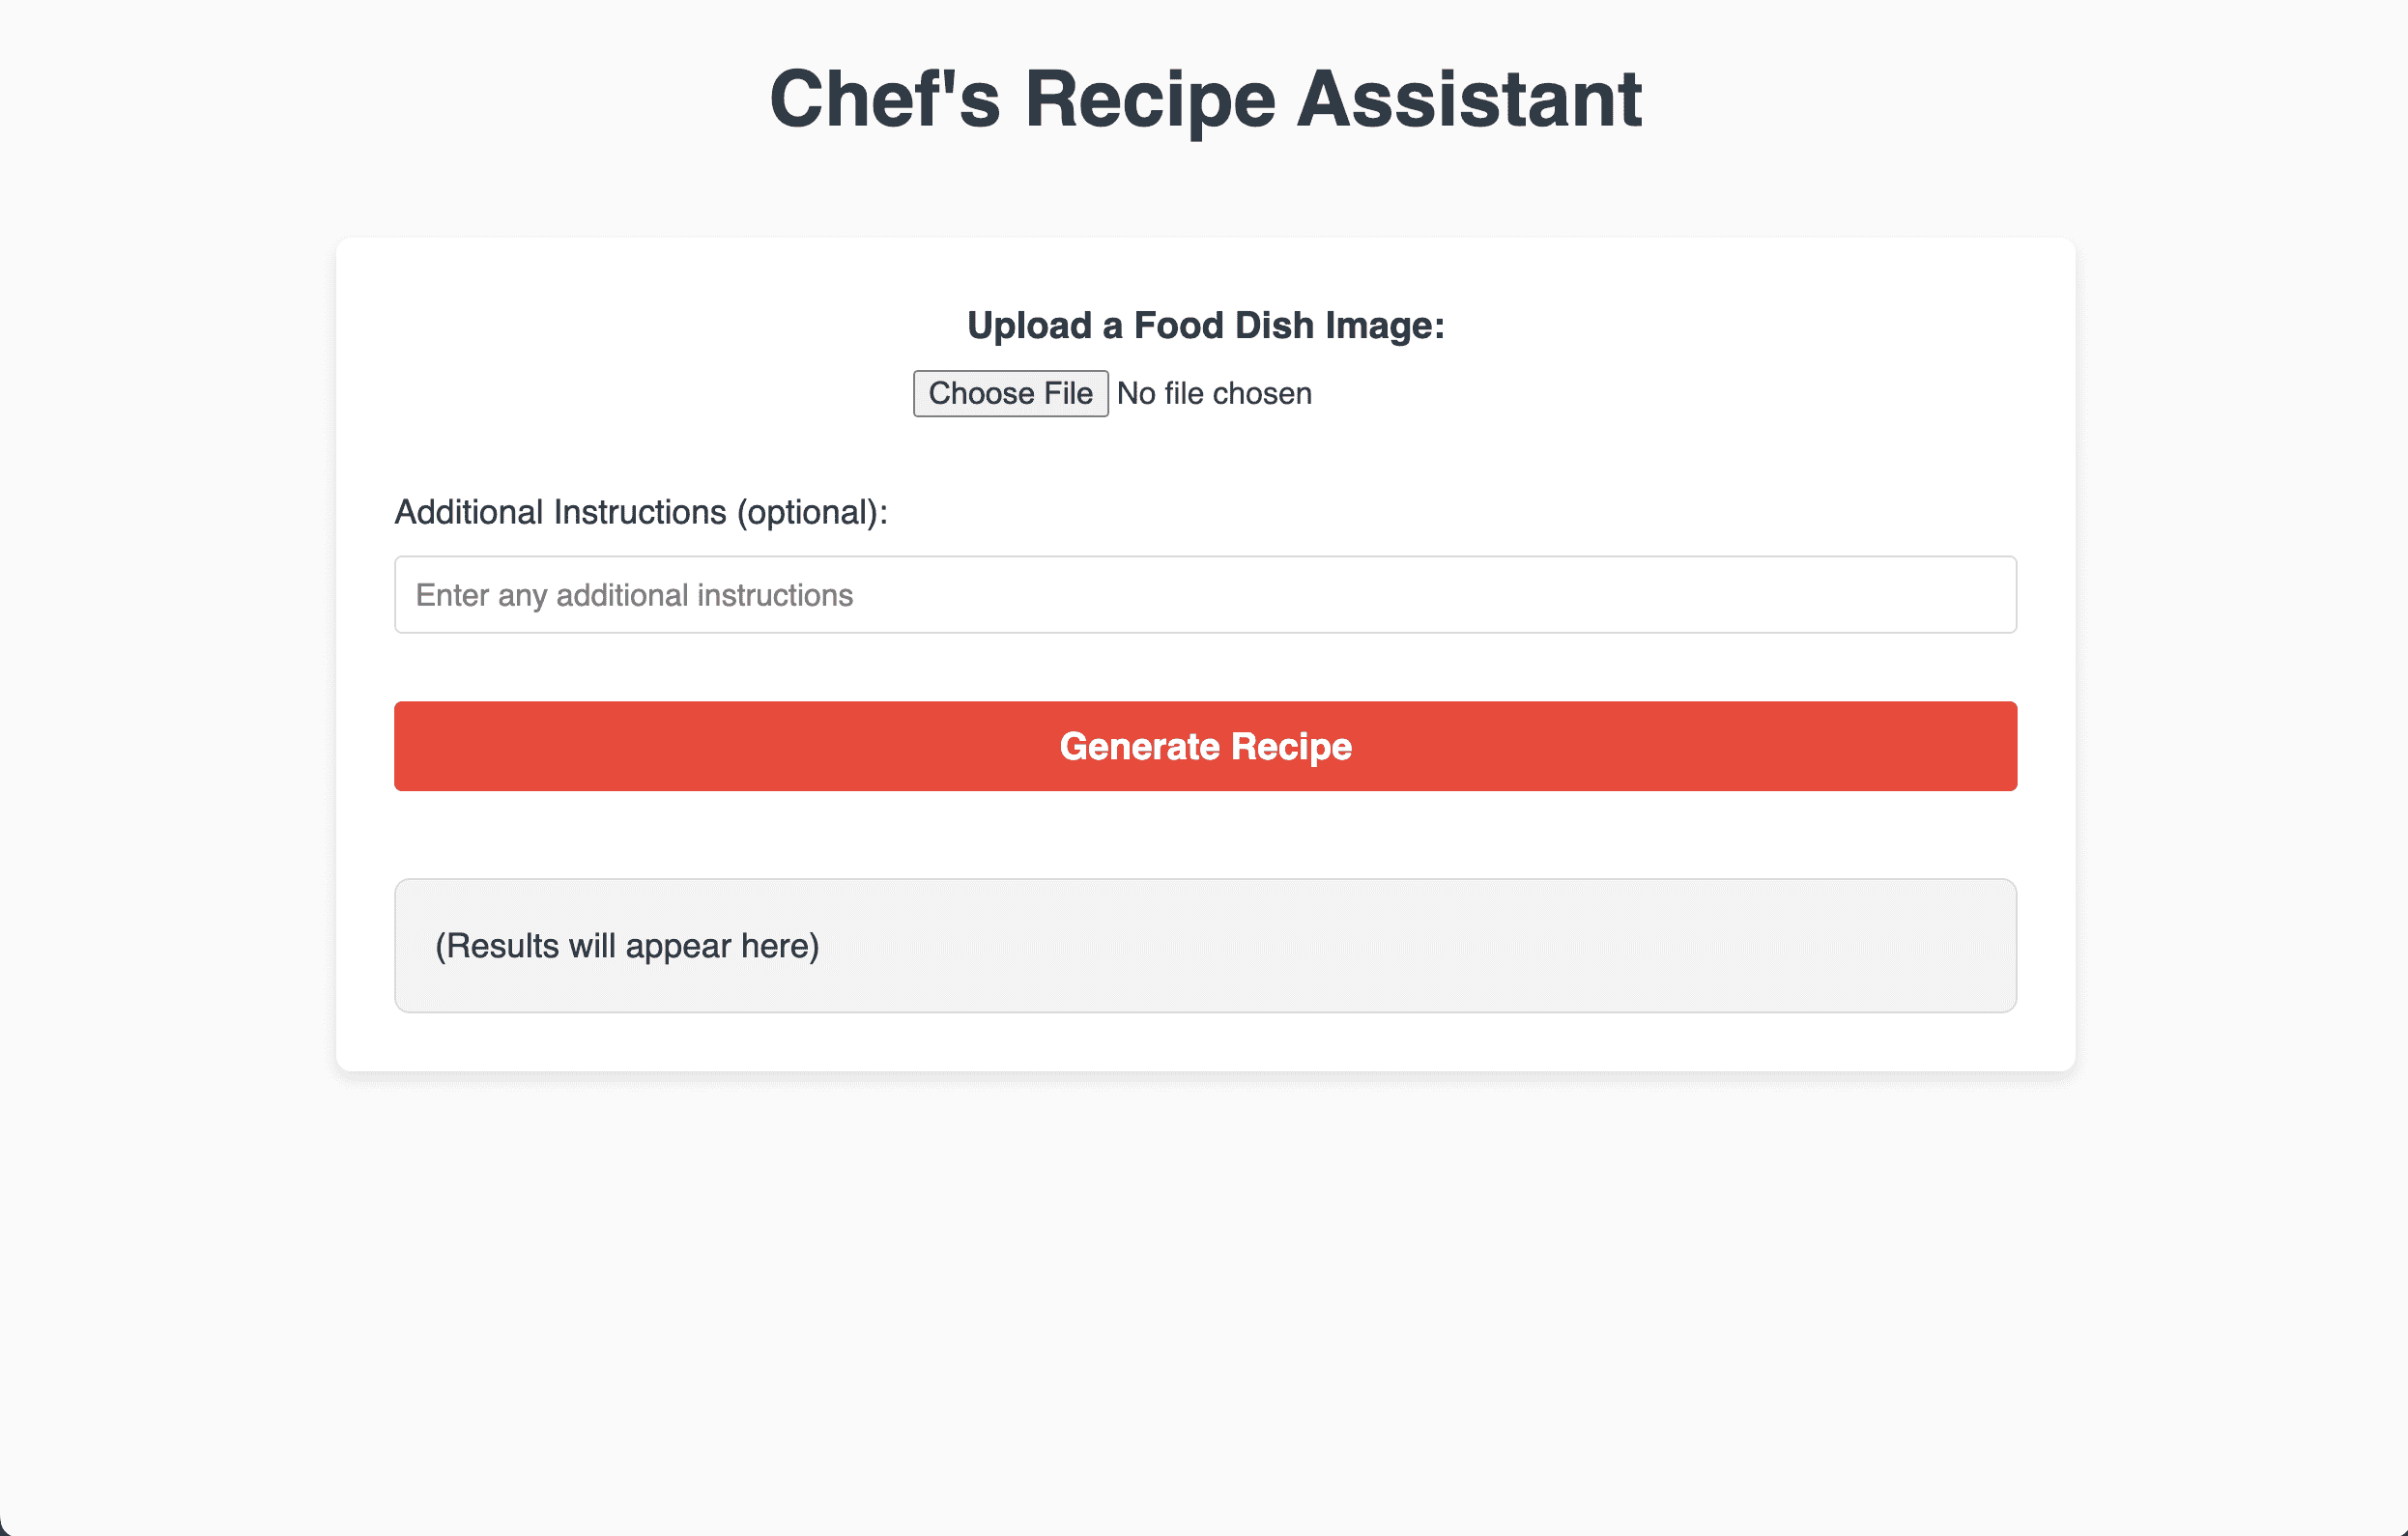 Chef's Recipe Assistant
Upload a Food Dish Image:
Choose File No file chosen
Additional Instructions (optional):
Enter any additional instructions
Generate Recipe
(Results will appear here)